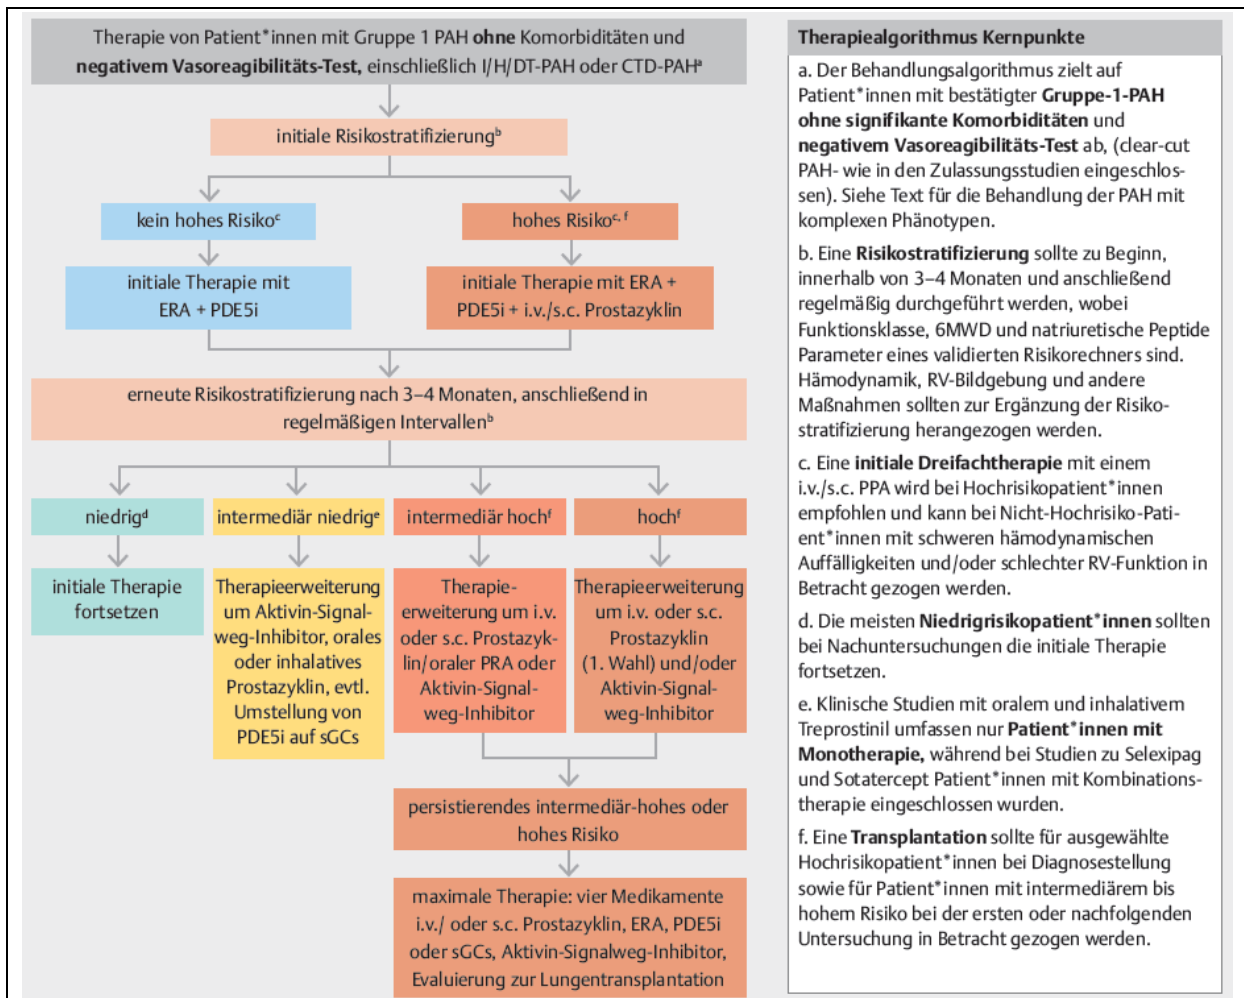 Therapie von Patient*innen mit Gruppe 1 PAH ohne Komorbiditäten und
negativem Vasoreagibilitäts-Test, einschließlich I/H/DT-PAH oder CTD-PAHᵃ
initiale Risikostratifizierungᵇ
kein hohes Risikoᶜ
hohes Risikoᶜ, ᶠ
initiale Therapie mit
ERA + PDE5i
initiale Therapie mit ERA +
PDE5i + i.v./s.c. Prostazyklin
erneute Risikostratifizierung nach 3–4 Monaten, anschließend in
regelmäßigen Intervallenᵇ
niedrigᵈ
intermediär niedrigᵉ
intermediär hochᶠ
hochᶠ
initiale Therapie
fortsetzen
Therapieerweiterung
um Aktivin-Signal-
weg-Inhibitor, orales
oder inhalatives
Prostazyklin, evtl.
Umstellung von
PDE5i auf sGCs
Therapie-
erweiterung um i.v.
oder s.c. Prostazyk-
lin/oraler PRA oder
Aktivin-Signal-
weg-Inhibitor
Therapieerweiterung
um i.v. oder s.c.
Prostazyklin
(1. Wahl) und/oder
Aktivin-Signal-
weg-Inhibitor
persistierendes intermediär-hohes oder
hohes Risiko
maximale Therapie: vier Medikamente
i.v./ oder s.c. Prostazyklin, ERA, PDE5i
oder sGCs, Aktivin-Signalweg-Inhibitor,
Evaluierung zur Lungentransplantation
Therapiealgorithmus Kernpunkte
a. Der Behandlungsalgorithmus zielt auf
Patient*innen mit bestätigter Gruppe-1-PAH
ohne signifikante Komorbiditäten und
negativem Vasoreagibilitäts-Test ab, (clear-cut
PAH- wie in den Zulassungsstudien eingeschlos-
sen). Siehe Text für die Behandlung der PAH mit
komplexen Phänotypen.
b. Eine Risikostratifizierung sollte zu Beginn,
innerhalb von 3–4 Monaten und anschließend
regelmäßig durchgeführt werden, wobei
Funktionsklasse, 6MWD und natriuretische Peptide
Parameter eines validierten Risikorechners sind.
Hämodynamik, RV-Bildgebung und andere
Maßnahmen sollten zur Ergänzung der Risiko-
stratifizierung herangezogen werden.
c. Eine initiale Dreifachtherapie mit einem
i.v./s.c. PPA wird bei Hochrisikopatient*innen
empfohlen und kann bei Nicht-Hochrisiko-Pati-
ent*innen mit schweren hämodynamischen
Auffälligkeiten und/oder schlechter RV-Funktion in
Betracht gezogen werden.
d. Die meisten Niedrigrisikopatient*innen sollten
bei Nachuntersuchungen die initiale Therapie
fortsetzen.
e. Klinische Studien mit oralem und inhalativem
Treprostinil umfassen nur Patient*innen mit
Monotherapie, während bei Studien zu Selexipag
und Sotatercept Patient*innen mit Kombinations-
therapie eingeschlossen wurden.
f. Eine Transplantation sollte für ausgewählte
Hochrisikopatient*innen bei Diagnosestellung
sowie für Patient*innen mit intermediärem bis
hohem Risiko bei der ersten oder nachfolgenden
Untersuchung in Betracht gezogen werden.